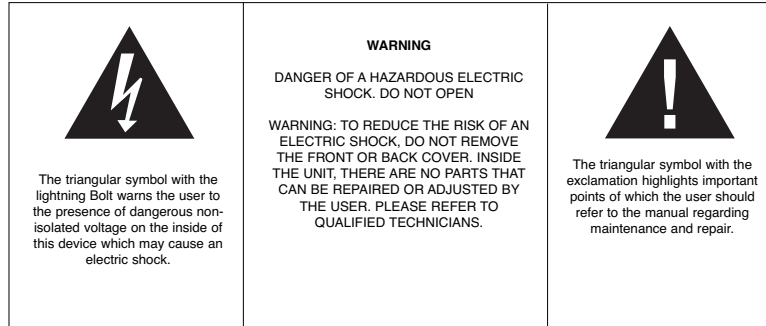 The triangular symbol with the
lightning Bolt warns the user to
the presence of dangerous non-
isolated voltage on the inside of
this device which may cause an
electric shock.
WARNING
DANGER OF A HAZARDOUS ELECTRIC
SHOCK. DO NOT OPEN
WARNING: TO REDUCE THE RISK OF AN
ELECTRIC SHOCK, DO NOT REMOVE
THE FRONT OR BACK COVER. INSIDE
THE UNIT, THERE ARE NO PARTS THAT
CAN BE REPAIRED OR ADJUSTED BY
THE USER. PLEASE REFER TO
QUALIFIED TECHNICIANS.
!
The triangular symbol with the
exclamation highlights important
points of which the user should
refer to the manual regarding
maintenance and repair.